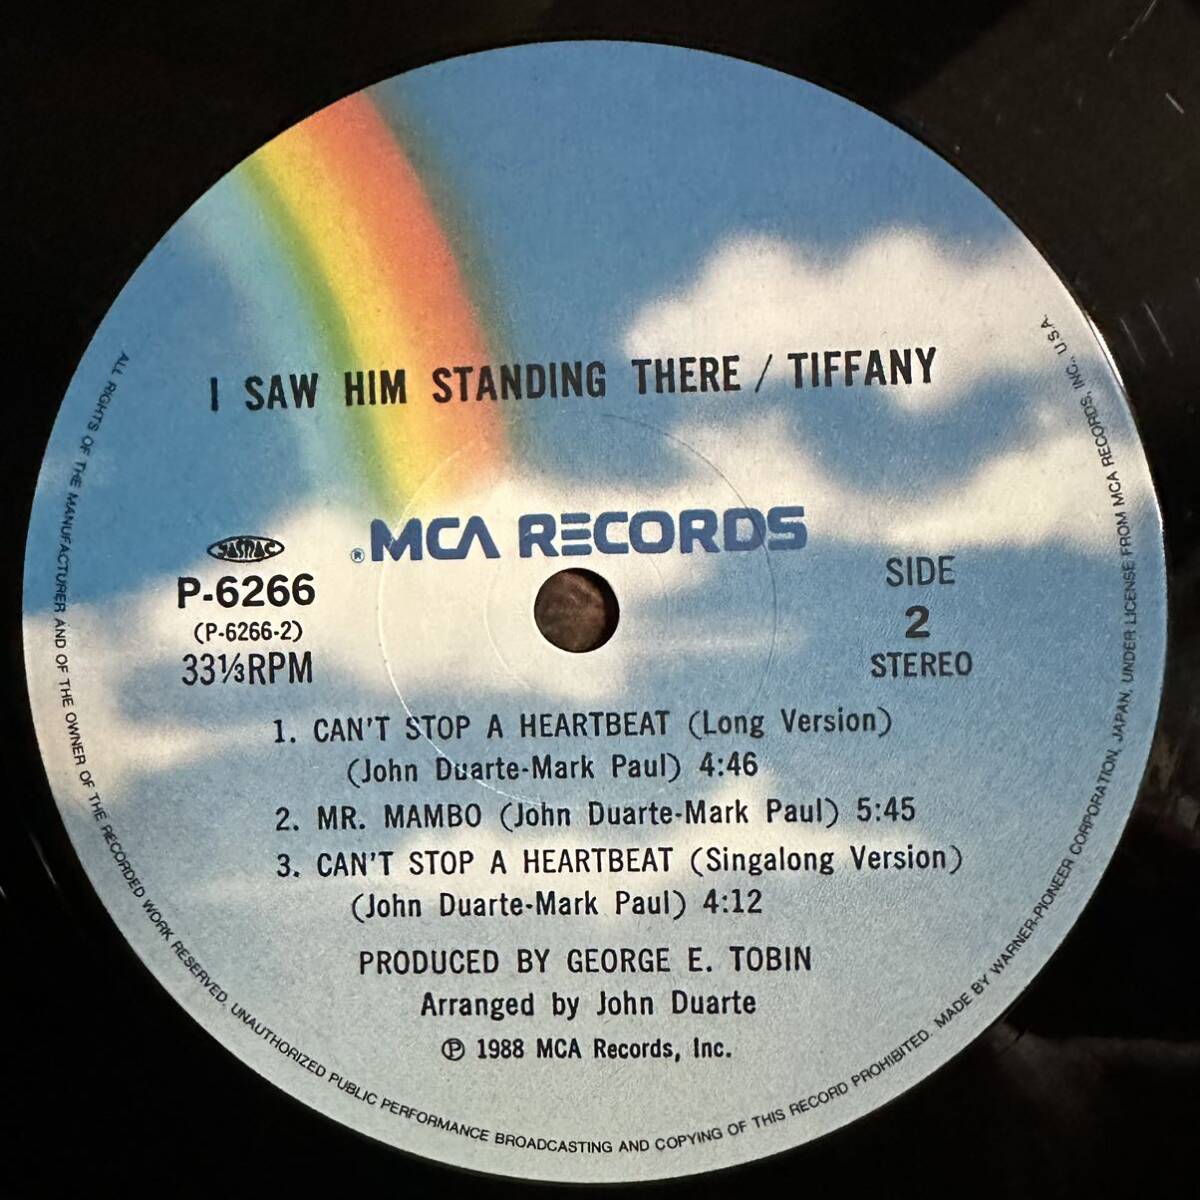 I SAW HIM STANDING THERE / TIFFANY
® MCA RECORDS
JASRAC
P-6266
(P-6266-2)
33⅓RPM
SIDE
2
STEREO
1. CAN'T STOP A HEARTBEAT (Long Version)
(John Duarte-Mark Paul) 4:46
2. MR. MAMBO (John Duarte-Mark Paul) 5:45
3. CAN'T STOP A HEARTBEAT (Singalong Version)
(John Duarte-Mark Paul) 4:12
PRODUCED BY GEORGE E. TOBIN
Arranged by John Duarte
℗ 1988 MCA Records, Inc.
ALL RIGHTS OF THE MANUFACTURER AND OF THE OWNER OF THE RECORDED WORK RESERVED. UNAUTHORIZED PUBLIC PERFORMANCE BROADCASTING AND COPYING OF THIS RECORD PROHIBITED. MADE BY WARNER-PIONEER CORPORATION, JAPAN, UNDER LICENSE FROM MCA RECORDS, INC., U.S.A.